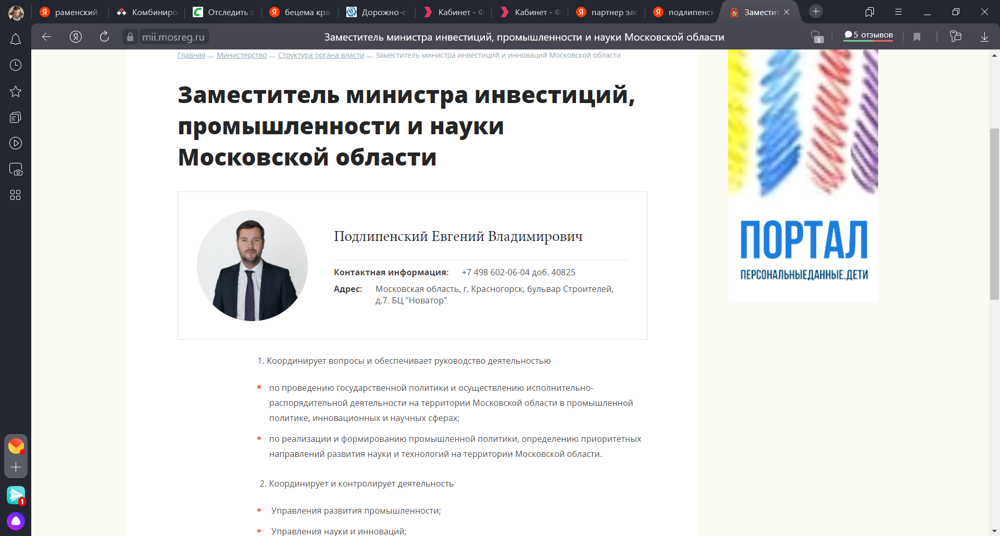 раменский
Комбиниро
Отследить з
бецема кра
Дорожно-с
Кабинет - Ф
Кабинет - Ф
партнер эле
подлипенск
Заместит
mii.mosreg.ru
Заместитель министра инвестиций, промышленности и науки Московской области
3
5 отзывов
Главная — Министерство — Структура органа власти — Заместитель министра инвестиций и инноваций Московской области
Заместитель министра инвестиций,
промышленности и науки
Московской области
Подлипенский Евгений Владимирович
Контактная информация: +7 498 602-06-04 доб. 40825
Адрес: Московская область, г. Красногорск, бульвар Строителей,
д.7. БЦ "Новатор"
1. Координирует вопросы и обеспечивает руководство деятельностью
по проведению государственной политики и осуществлению исполнительно-
распорядительной деятельности на территории Московской области в промышленной
политике, инновационных и научных сферах;
по реализации и формированию промышленной политики, определению приоритетных
направлений развития науки и технологий на территории Московской области.
2. Координирует и контролирует деятельность
Управления развития промышленности;
Управления науки и инноваций;
ПОРТАЛ
ПЕРСОНАЛЬНЫЕДАННЫЕ.ДЕТИ
1